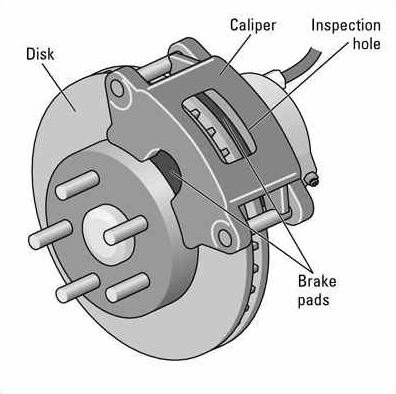 Caliper
Inspection
hole
Disk
Brake
pads